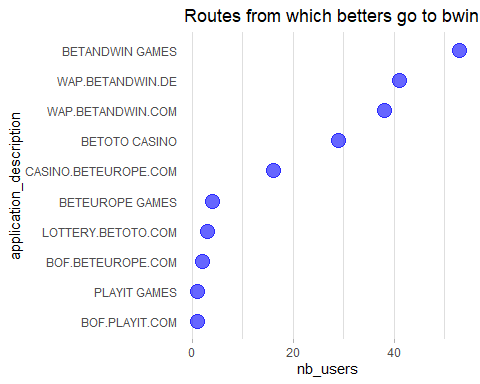 Routes from which betters go to bwin
application_description
BETANDWIN GAMES
WAP.BETANDWIN.DE
WAP.BETANDWIN.COM
BETOTO CASINO
CASINO.BETEUROPE.COM
BETEUROPE GAMES
LOTTERY.BETOTO.COM
BOF.BETEUROPE.COM
PLAYIT GAMES
BOF.PLAYIT.COM
0 20 40
nb_users